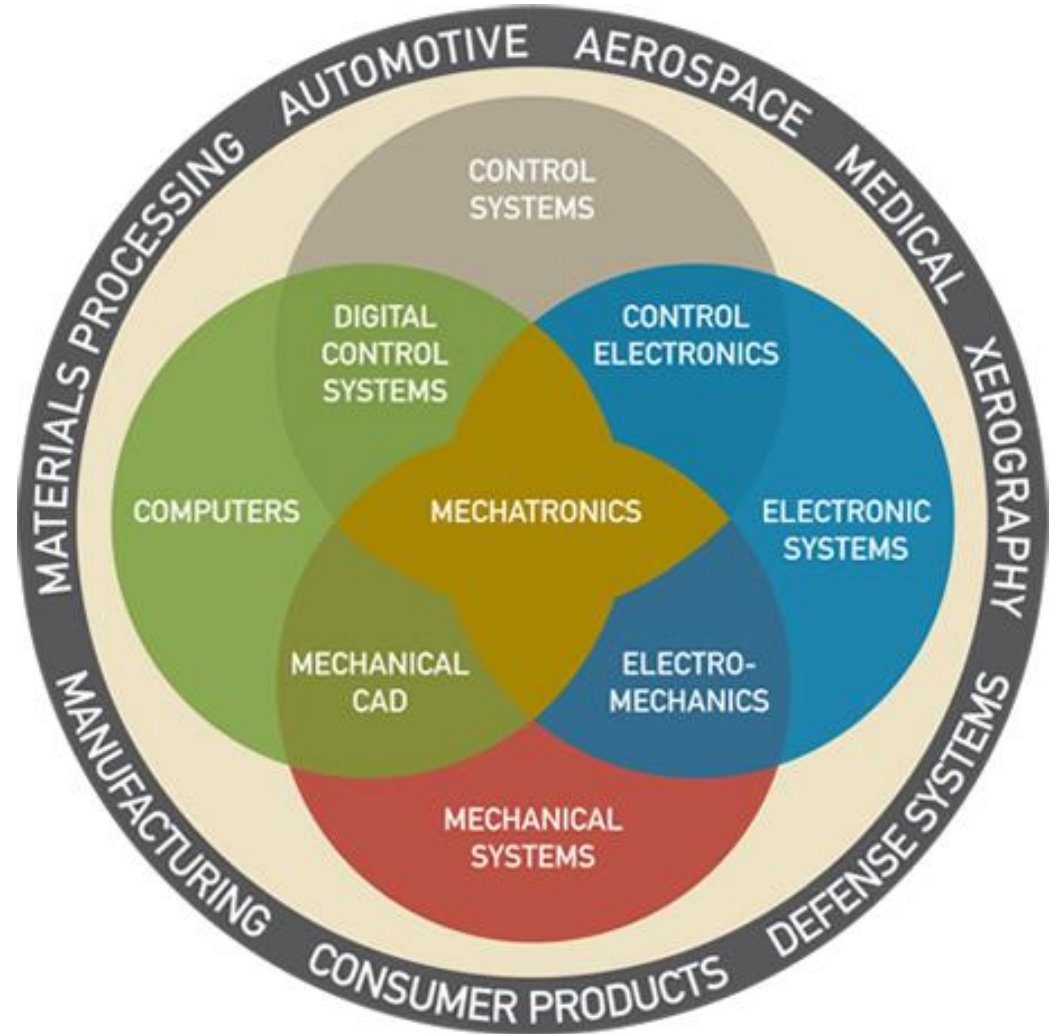 MATERIALS PROCESSING
AUTOMOTIVE
AEROSPACE
MEDICAL
XEROGRAPHY
DEFENSE SYSTEMS
CONSUMER PRODUCTS
MANUFACTURING
CONTROL
SYSTEMS
DIGITAL
CONTROL
SYSTEMS
CONTROL
ELECTRONICS
COMPUTERS
MECHATRONICS
ELECTRONIC
SYSTEMS
MECHANICAL
CAD
ELECTRO-
MECHANICS
MECHANICAL
SYSTEMS